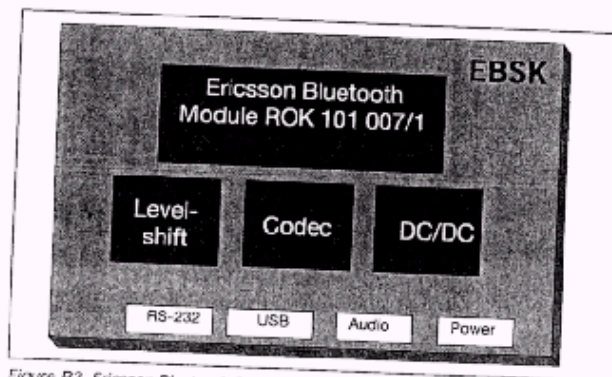 EBSK
Ericsson Bluetooth
Module ROK 101 007/1
Level-
shift
Codec
DC/DC
RS-232
USB
Audio
Power